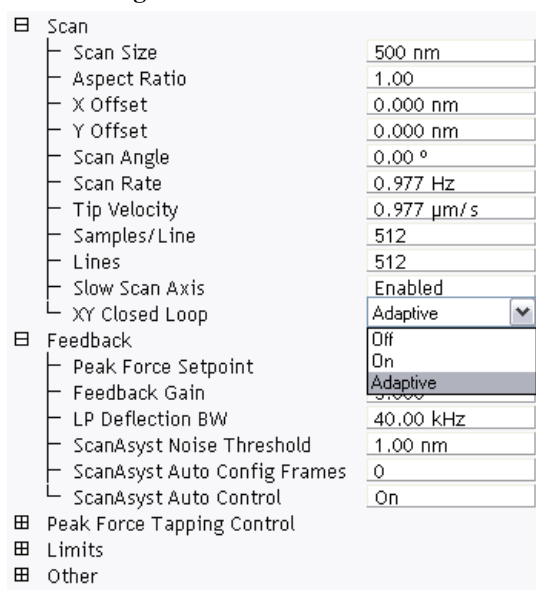 Scan
Scan Size 500 nm
Aspect Ratio 1.00
X Offset 0.000 nm
Y Offset 0.000 nm
Scan Angle 0.00 º
Scan Rate 0.977 Hz
Tip Velocity 0.977 µm/s
Samples/Line 512
Lines 512
Slow Scan Axis Enabled
XY Closed Loop Adaptive
Feedback Off
Peak Force Setpoint On
Feedback Gain Adaptive
LP Deflection BW 40.00 kHz
ScanAsyst Noise Threshold 1.00 nm
ScanAsyst Auto Config Frames 0
ScanAsyst Auto Control On
Peak Force Tapping Control
Limits
Other